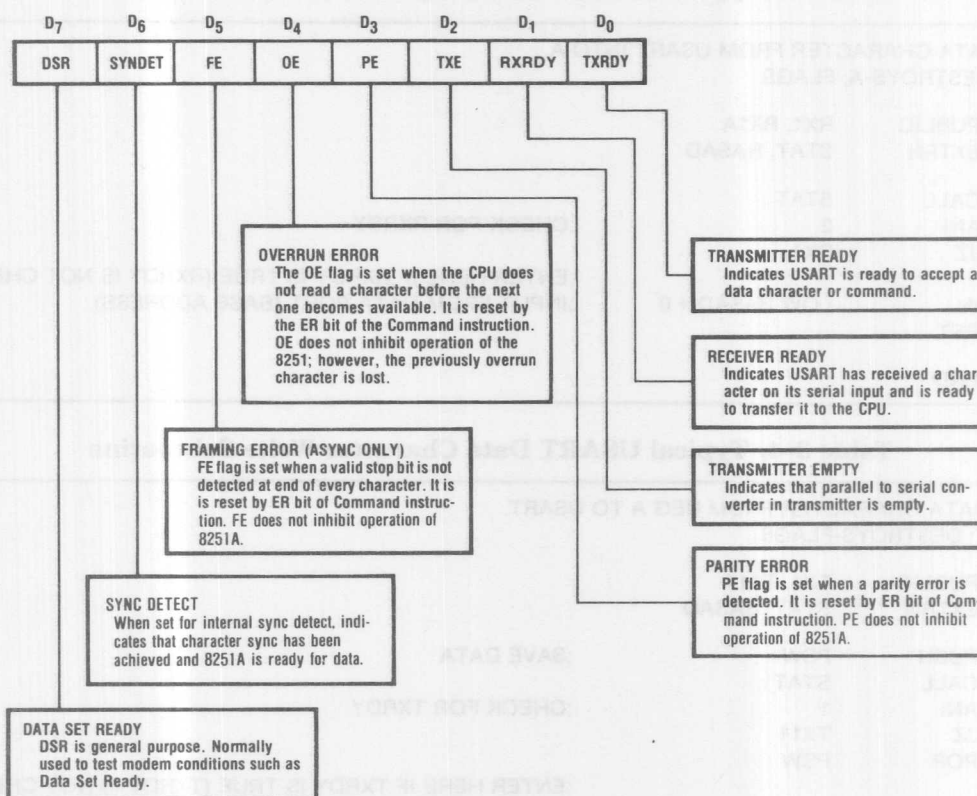 D7 D6 D5 D4 D3 D2 D1 D0
DSR SYNDET FE OE PE TXE RXRDY TXRDY
OVERRUN ERROR
The OE flag is set when the CPU does
not read a character before the next
one becomes available. It is reset by
the ER bit of the Command instruction.
OE does not inhibit operation of the
8251; however, the previously overrun
character is lost.
TRANSMITTER READY
Indicates USART is ready to accept a
data character or command.
RECEIVER READY
Indicates USART has received a char-
acter on its serial input and is ready
to transfer it to the CPU.
FRAMING ERROR (ASYNC ONLY)
FE flag is set when a valid stop bit is not
detected at end of every character. It is
is reset by ER bit of Command instruc-
tion. FE does not inhibit operation of
8251A.
TRANSMITTER EMPTY
Indicates that parallel to serial con-
verter in transmitter is empty.
PARITY ERROR
PE flag is set when a parity error is
detected. It is reset by ER bit of Com-
mand instruction. PE does not inhibit
operation of 8251A.
SYNC DETECT
When set for internal sync detect, indi-
cates that character sync has been
achieved and 8251A is ready for data.
DATA SET READY
DSR is general purpose. Normally
used to test modem conditions such as
Data Set Ready.